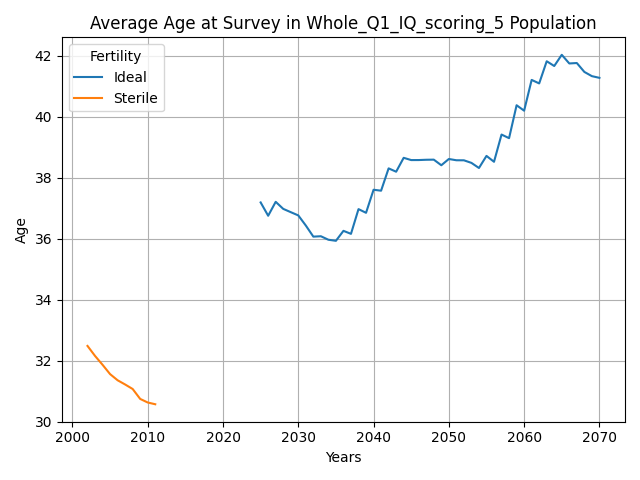 Average Age at Survey in Whole_Q1_IQ_scoring_5 Population
Fertility
Ideal
Sterile
42
40
38
36
34
32
30
Age
2000 2010 2020 2030 2040 2050 2060 2070
Years